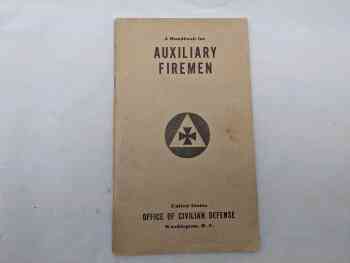 A Handbook for
AUXILIARY
FIREMEN
United States
OFFICE OF CIVILIAN DEFENSE
Washington, D. C.